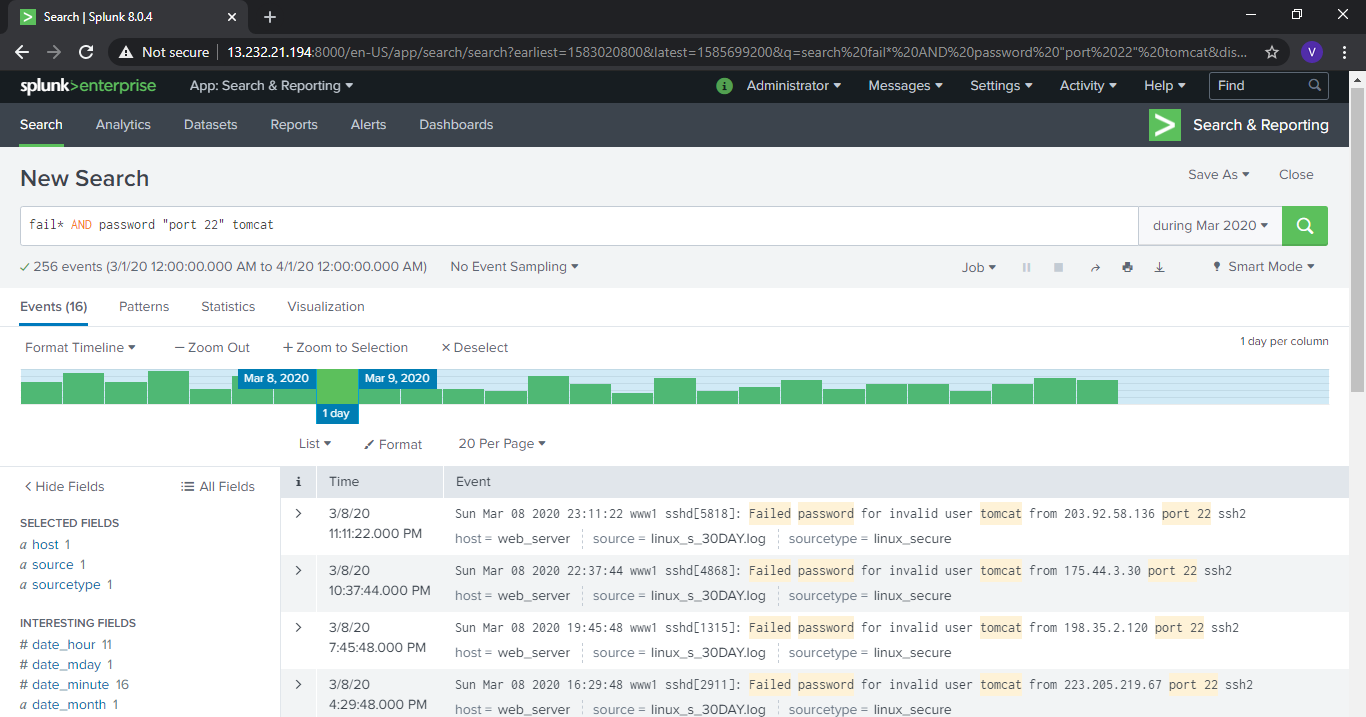 Search | Splunk 8.0.4
Not secure | 13.232.21.194:8000/en-US/app/search/search?earliest=1583020800&latest=1585699200&q=search%20fail*%20AND%20password%20"port%2022"%20tomcat&dis...
V
splunk>enterprise App: Search & Reporting i Administrator Messages Settings Activity Help Find
Search Analytics Datasets Reports Alerts Dashboards > Search & Reporting
New Search Save As Close
fail* AND password "port 22" tomcat during Mar 2020
256 events (3/1/20 12:00:00.000 AM to 4/1/20 12:00:00.000 AM) No Event Sampling Job Smart Mode
Events (16) Patterns Statistics Visualization
Format Timeline — Zoom Out + Zoom to Selection × Deselect 1 day per column
Mar 8, 2020 Mar 9, 2020
1 day
List Format 20 Per Page
Hide Fields All Fields i Time Event
SELECTED FIELDS
a host 1
a source 1
a sourcetype 1
INTERESTING FIELDS
# date_hour 11
# date_mday 1
# date_minute 16
a date_month 1
3/8/20 Sun Mar 08 2020 23:11:22 www1 sshd[5818]: Failed password for invalid user tomcat from 203.92.58.136 port 22 ssh2
11:11:22.000 PM host = web_server source = linux_s_30DAY.log sourcetype = linux_secure
3/8/20 Sun Mar 08 2020 22:37:44 www1 sshd[4868]: Failed password for invalid user tomcat from 175.44.3.30 port 22 ssh2
10:37:44.000 PM host = web_server source = linux_s_30DAY.log sourcetype = linux_secure
3/8/20 Sun Mar 08 2020 19:45:48 www1 sshd[1315]: Failed password for invalid user tomcat from 198.35.2.120 port 22 ssh2
7:45:48.000 PM host = web_server source = linux_s_30DAY.log sourcetype = linux_secure
3/8/20 Sun Mar 08 2020 16:29:48 www1 sshd[2911]: Failed password for invalid user tomcat from 223.205.219.67 port 22 ssh2
4:29:48.000 PM host = web_server source = linux_s_30DAY.log sourcetype = linux_secure